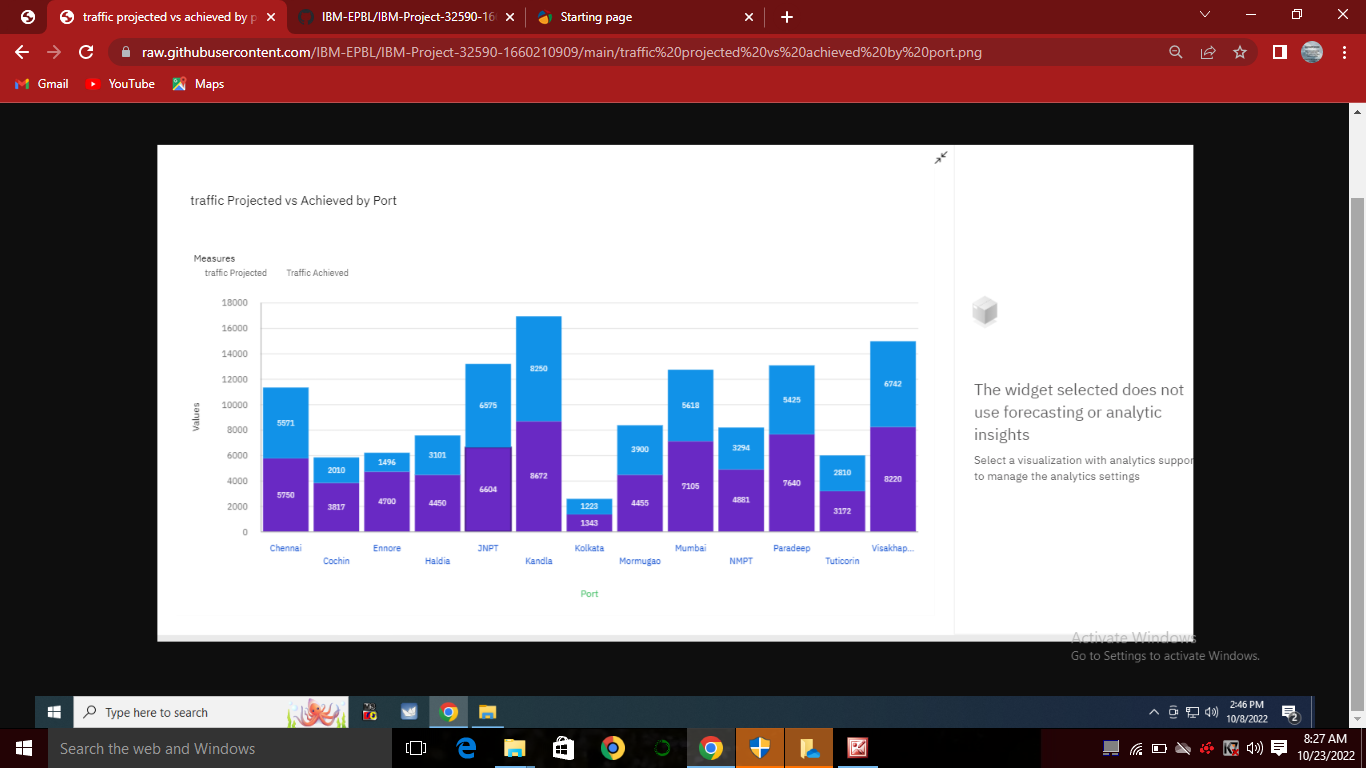 traffic projected vs achieved by p
IBM-EPBL/IBM-Project-32590-16
Starting page
raw.githubusercontent.com/IBM-EPBL/IBM-Project-32590-1660210909/main/traffic%20projected%20vs%20achieved%20by%20port.png
Gmail YouTube Maps
traffic Projected vs Achieved by Port
Measures
traffic Projected Traffic Achieved
Values
18000
16000
14000
12000
10000
8000
6000
4000
2000
0
5571 2010 1496 3101 6575 8250 1223 3900 5618 3294 5425 2810 6742
5750 3817 4700 4450 6604 8672 1343 4455 7105 4881 7640 3172 8220
Chennai Cochin Ennore Haldia JNPT Kandla Kolkata Mormugao Mumbai NMPT Paradeep Tuticorin Visakhap...
Port
The widget selected does not
use forecasting or analytic
insights
Select a visualization with analytics suppor
to manage the analytics settings
Activate Windows
Go to Settings to activate Windows.
Type here to search
2:46 PM
10/8/2022
2
Search the web and Windows
8:27 AM
10/23/2022